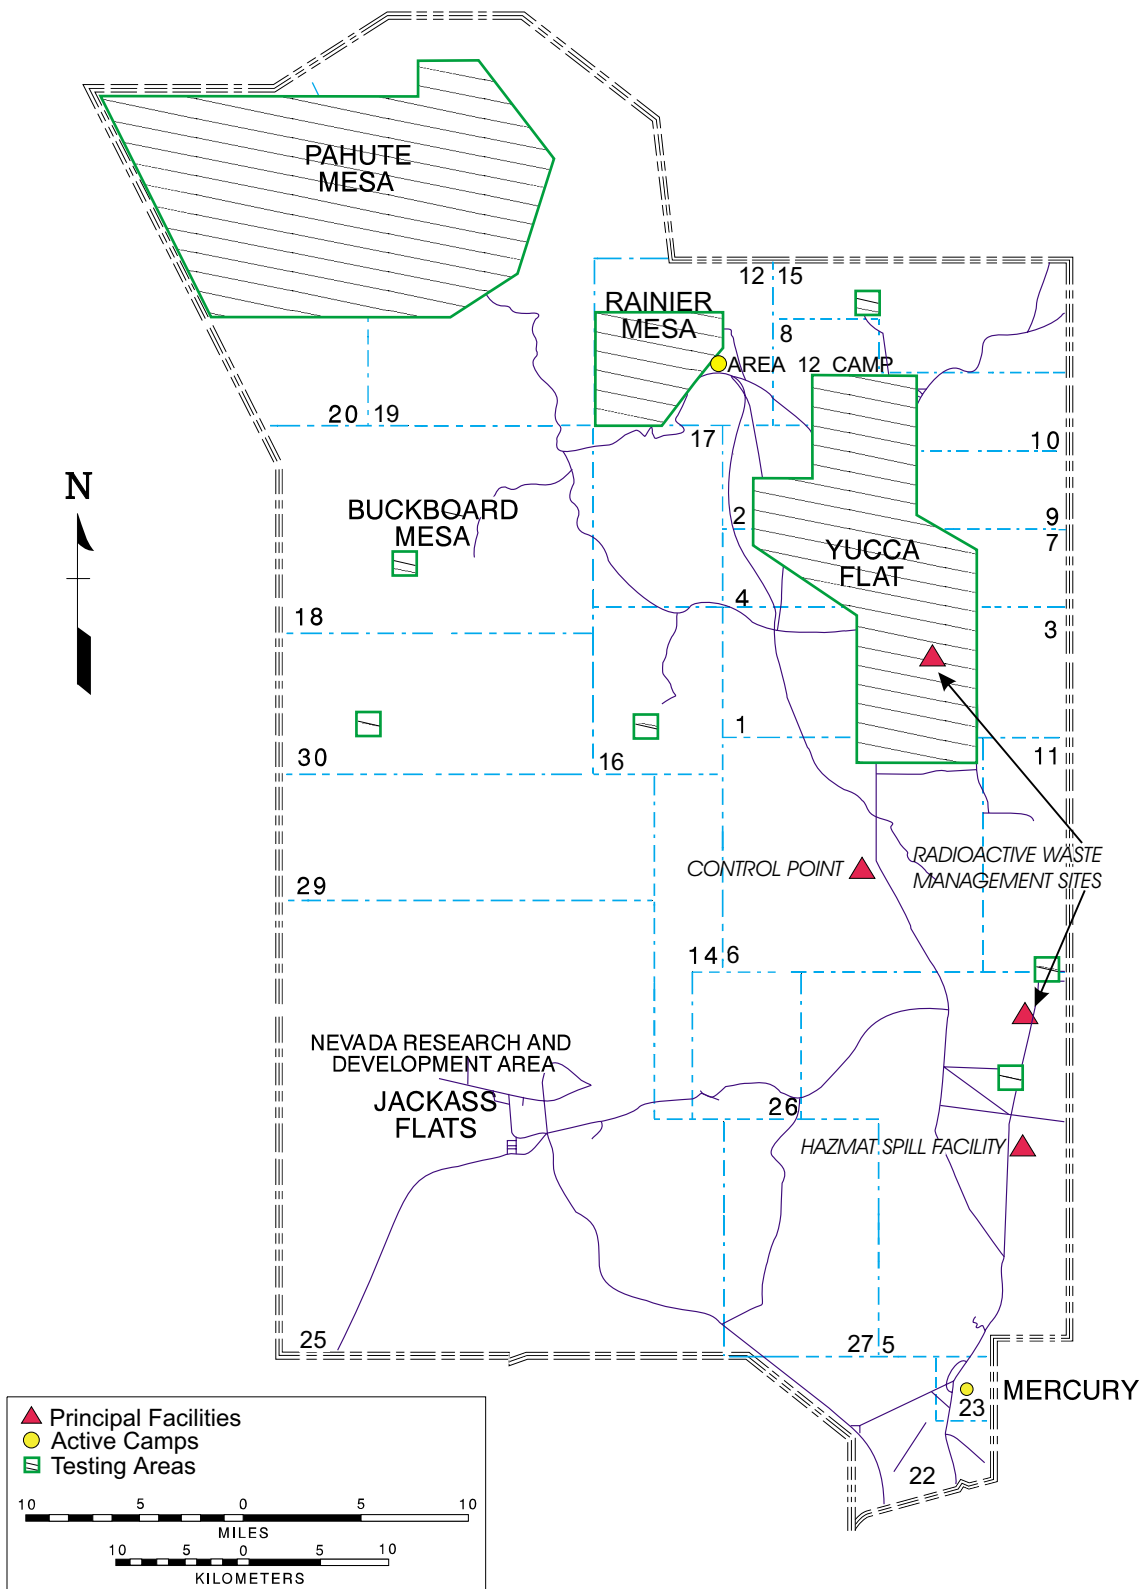 PAHUTE
MESA
12 15
RAINIER
MESA
8
AREA 12 CAMP
20 19
17
10
N
BUCKBOARD
MESA
2
9
7
YUCCA
FLAT
4
18
3
1
30
16
11
CONTROL POINT
RADIOACTIVE WASTE
MANAGEMENT SITES
29
14 6
NEVADA RESEARCH AND
DEVELOPMENT AREA
JACKASS
FLATS
26
HAZMAT SPILL FACILITY
25
27 5
MERCURY
23
22
Principal Facilities
Active Camps
Testing Areas
10 5 0 5 10
MILES
10 5 0 5 10
KILOMETERS